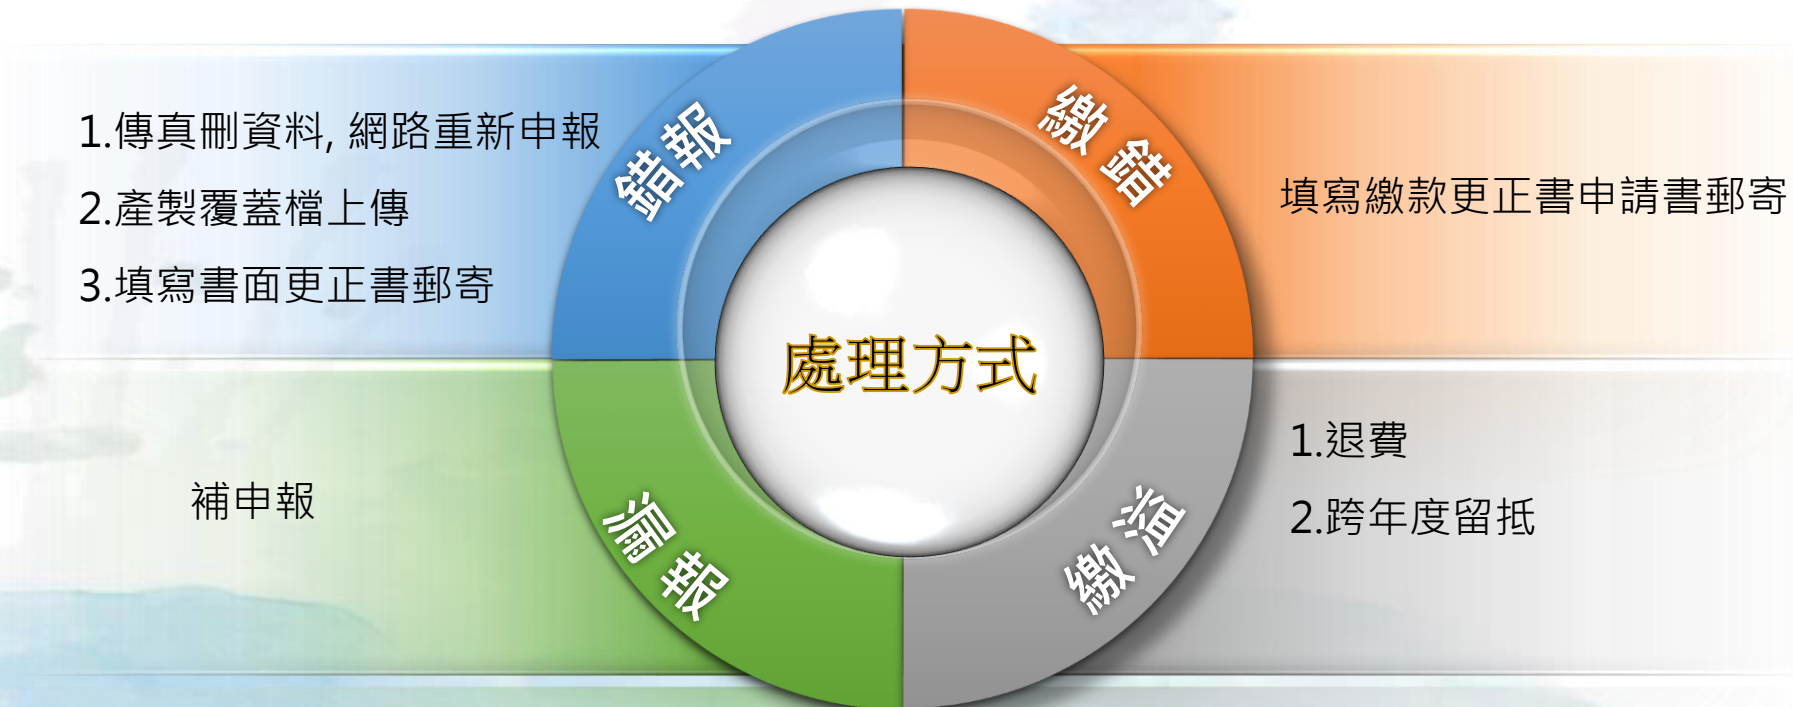 錯報
1.傳真刪資料, 網路重新申報
2.產製覆蓋檔上傳
3.填寫書面更正書郵寄
繳錯
填寫繳款更正書申請書郵寄
處理方式
漏報
補申報
溢繳
1.退費
2.跨年度留抵